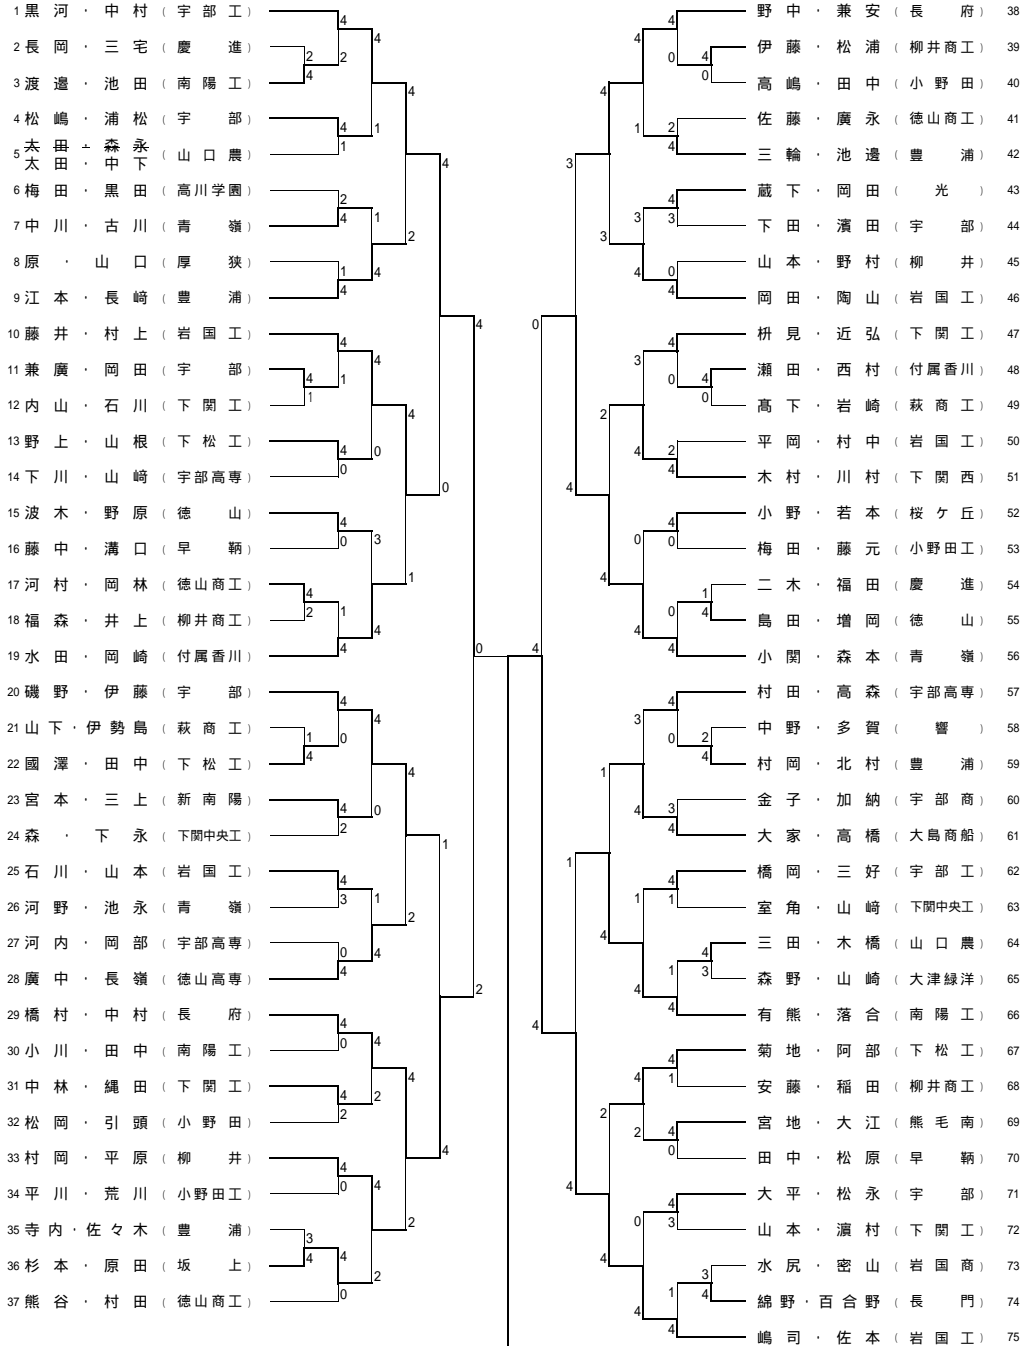 1 黒河・中村（宇部工）
2 長岡・三宅（慶進）
3 渡邉・池田（南陽工）
4 松嶋・浦松（宇部）
5 太田・森永
太田・中下（山口農）
6 梅田・黒田（高川学園）
7 中川・古川（青嶺）
8 原・山口（厚狭）
9 江本・長﨑（豊浦）
10 藤井・村上（岩国工）
11 兼廣・岡田（宇部）
12 内山・石川（下関工）
13 野上・山根（下松工）
14 下川・山﨑（宇部高専）
15 波木・野原（徳山）
16 藤中・溝口（早鞆）
17 河村・岡林（徳山商工）
18 福森・井上（柳井商工）
19 水田・岡崎（付属香川）
20 磯野・伊藤（宇部）
21 山下・伊勢島（萩商工）
22 國澤・田中（下松工）
23 宮本・三上（新南陽）
24 森・下永（下関中央工）
25 石川・山本（岩国工）
26 河野・池永（青嶺）
27 河内・岡部（宇部高専）
28 廣中・長嶺（徳山高専）
29 橋村・中村（長府）
30 小川・田中（南陽工）
31 中林・縄田（下関工）
32 松岡・引頭（小野田）
33 村岡・平原（柳井）
34 平川・荒川（小野田工）
35 寺内・佐々木（豊浦）
36 杉本・原田（坂上）
37 熊谷・村田（徳山商工）
野中・兼安（長府） 38
伊藤・松浦（柳井商工） 39
高嶋・田中（小野田） 40
佐藤・廣永（徳山商工） 41
三輪・池邊（豊浦） 42
蔵下・岡田（光） 43
下田・濱田（宇部） 44
山本・野村（柳井） 45
岡田・陶山（岩国工） 46
枡見・近弘（下関工） 47
瀬田・西村（付属香川） 48
髙下・岩崎（萩商工） 49
平岡・村中（岩国工） 50
木村・川村（下関西） 51
小野・若本（桜ケ丘） 52
梅田・藤元（小野田工） 53
二木・福田（慶進） 54
島田・増岡（徳山） 55
小関・森本（青嶺） 56
村田・高森（宇部高専） 57
中野・多賀（響） 58
村岡・北村（豊浦） 59
金子・加納（宇部商） 60
大家・高橋（大島商船） 61
橋岡・三好（宇部工） 62
室角・山﨑（下関中央工） 63
三田・木橋（山口農） 64
森野・山崎（大津緑洋） 65
有熊・落合（南陽工） 66
菊地・阿部（下松工） 67
安藤・稲田（柳井商工） 68
宮地・大江（熊毛南） 69
田中・松原（早鞆） 70
大平・松永（宇部） 71
山本・濵村（下関工） 72
水尻・密山（岩国商） 73
綿野・百合野（長門） 74
嶋司・佐本（岩国工） 75